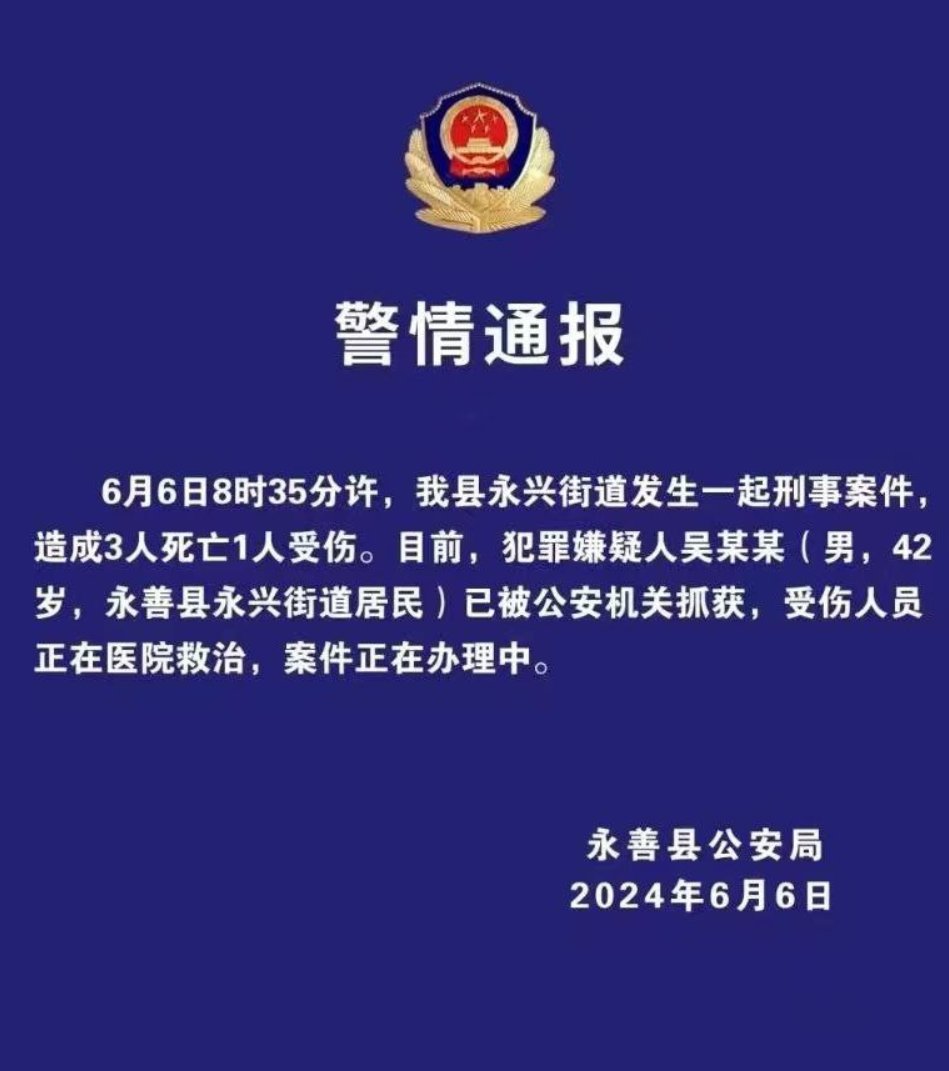 警情通报
6月6日8时35分许，我县永兴街道发生一起刑事案件，
造成3人死亡1人受伤。目前，犯罪嫌疑人吴某某（男，42
岁，永善县永兴街道居民）已被公安机关抓获，受伤人员
正在医院救治，案件正在办理中。
永善县公安局
2024年6月6日